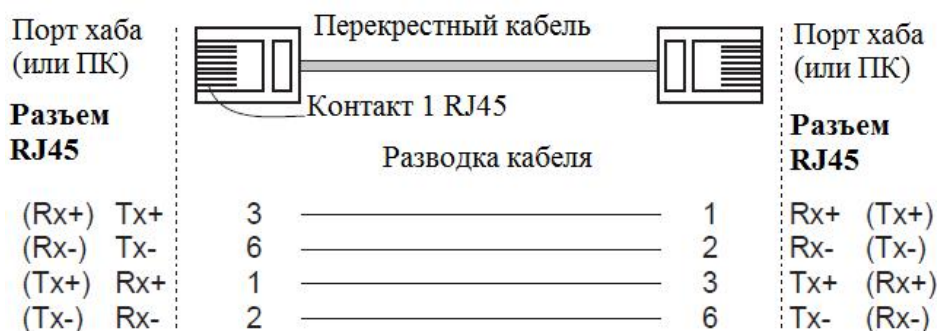 Порт хаба
(или ПК)
Разъем
RJ45
Перекрестный кабель
Контакт 1 RJ45
Порт хаба
(или ПК)
Разъем
RJ45
Разводка кабеля
(Rx+) Tx+ 3 1 Rx+ (Tx+)
(Rx-) Tx- 6 2 Rx- (Tx-)
(Tx+) Rx+ 1 3 Tx+ (Rx+)
(Tx-) Rx- 2 6 Tx- (Rx-)